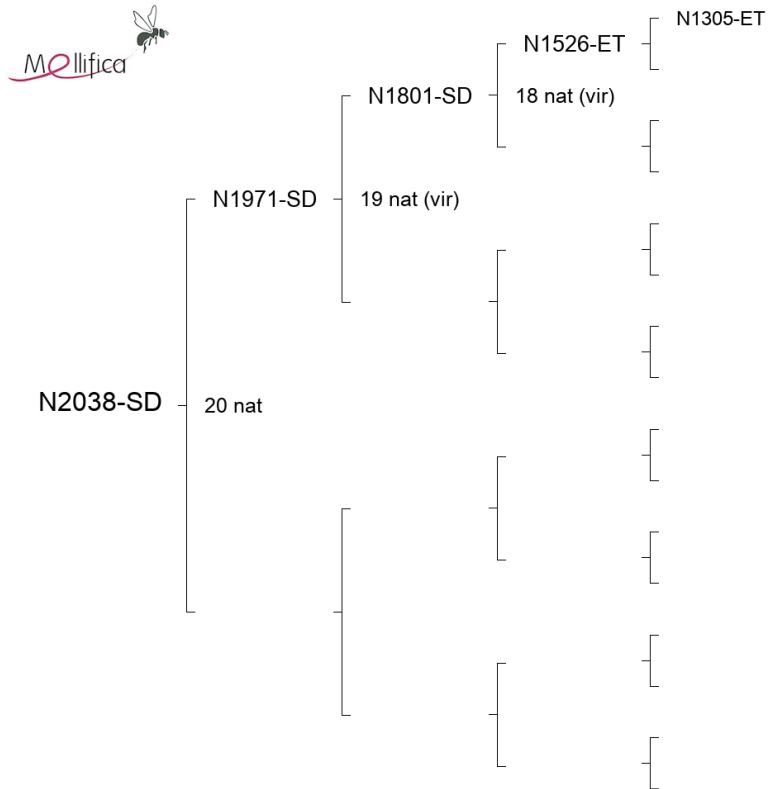 Mellifica
N1305-ET
N1526-ET
N1801-SD
18 nat (vir)
N1971-SD
19 nat (vir)
N2038-SD
20 nat